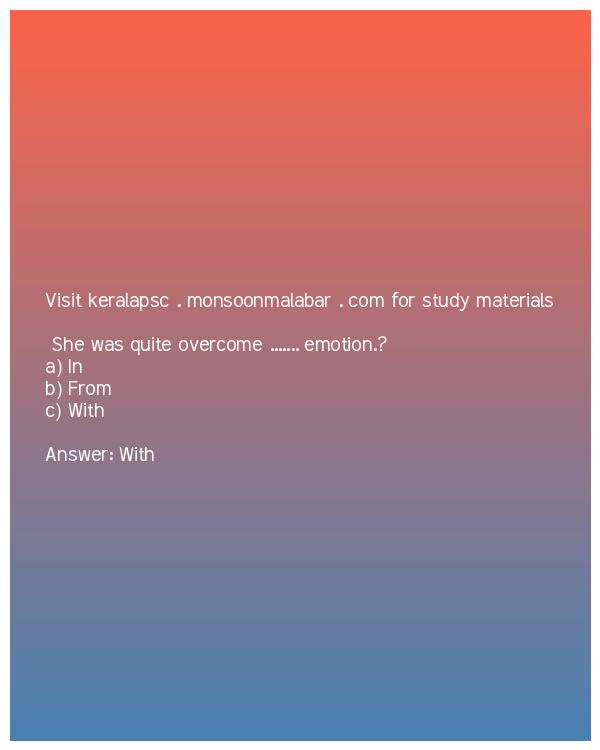 Visit keralapsc . monsoonmalabar . com for study materials
She was quite overcome ....... emotion.?
a) In
b) From
c) With
Answer: With